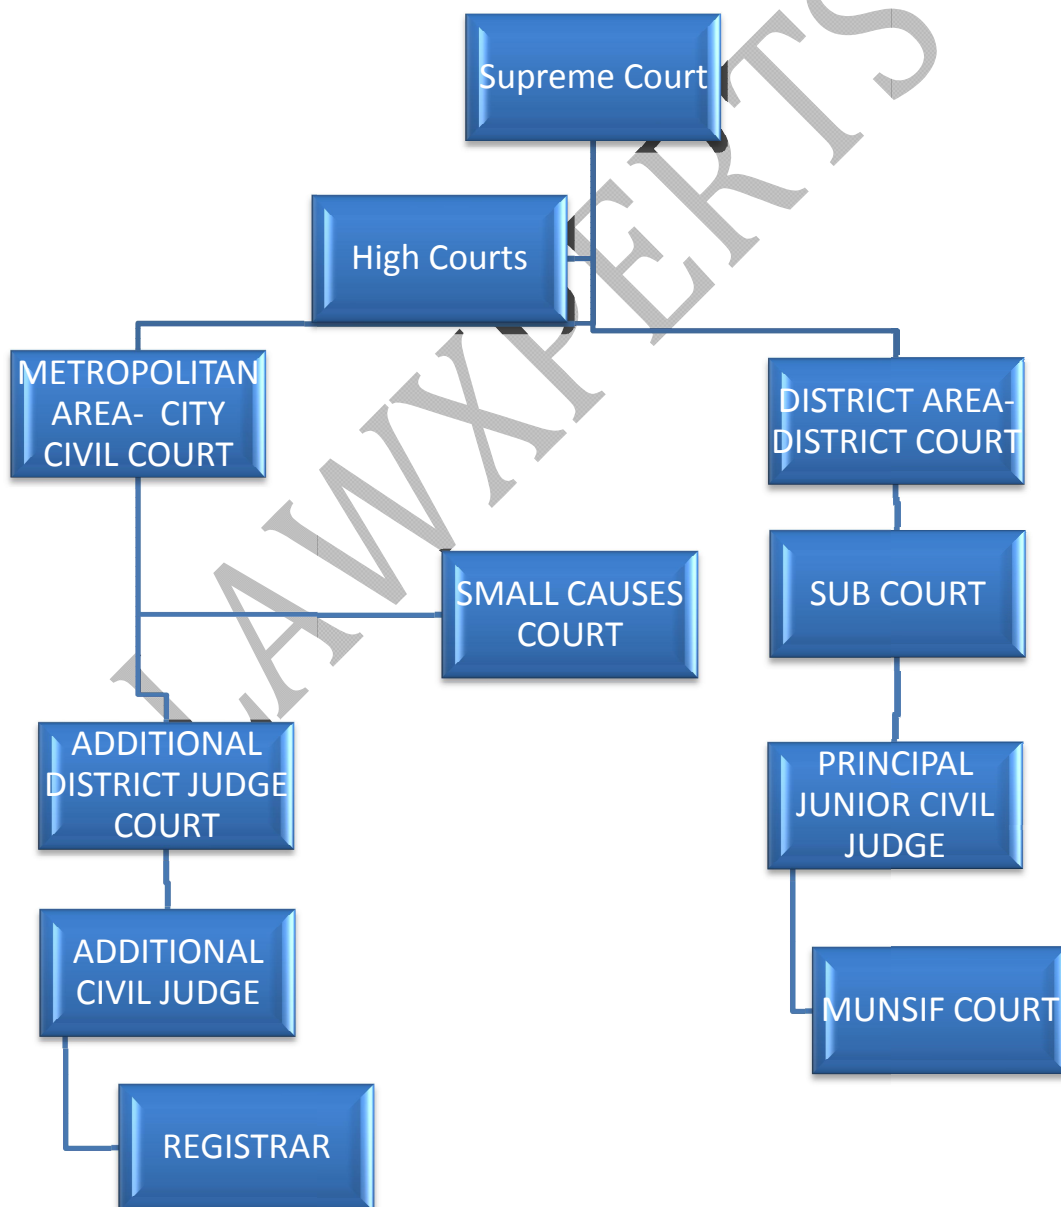 Supreme Court
High Courts
METROPOLITAN
AREA- CITY
CIVIL COURT
DISTRICT AREA-
DISTRICT COURT
SMALL CAUSES
COURT
SUB COURT
ADDITIONAL
DISTRICT JUDGE
COURT
PRINCIPAL
JUNIOR CIVIL
JUDGE
ADDITIONAL
CIVIL JUDGE
MUNSIF COURT
REGISTRAR
LAWXPERTS